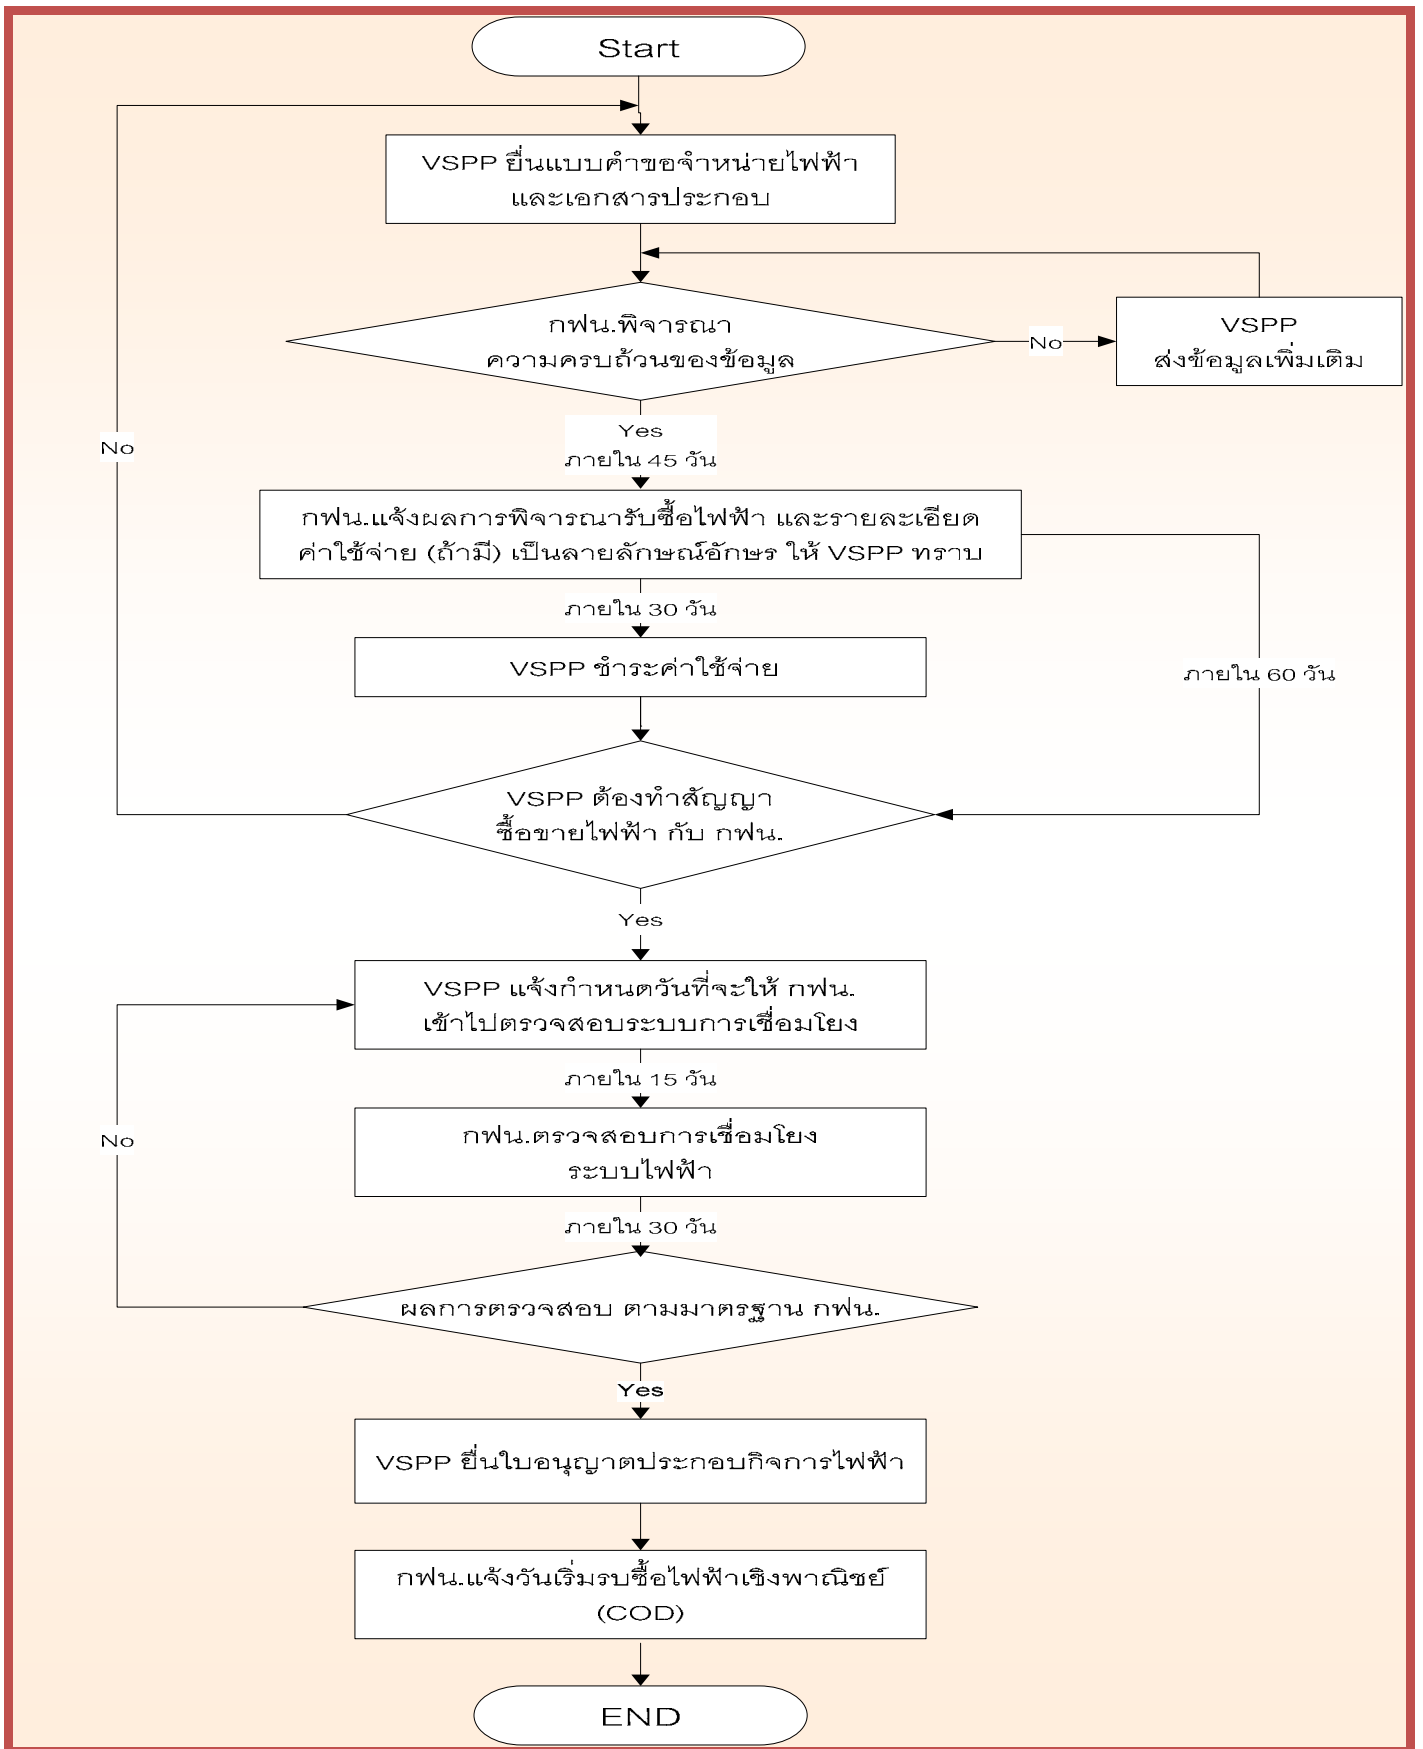 Start
VSPP ยื่นแบบคำขอจำหน่ายไฟฟ้า
และเอกสารประกอบ
กฟน.พิจารณา
ความครบถ้วนของข้อมูล
No
VSPP
ส่งข้อมูลเพิ่มเติม
Yes
ภายใน 45 วัน
No
กฟน.แจ้งผลการพิจารณารับซื้อไฟฟ้า และรายละเอียด
ค่าใช้จ่าย (ถ้ามี) เป็นลายลักษณ์อักษร ให้ VSPP ทราบ
ภายใน 30 วัน
VSPP ชำระค่าใช้จ่าย
ภายใน 60 วัน
VSPP ต้องทำสัญญา
ซื้อขายไฟฟ้า กับ กฟน.
Yes
VSPP แจ้งกำหนดวันที่จะให้ กฟน.
เข้าไปตรวจสอบระบบการเชื่อมโยง
ภายใน 15 วัน
No
กฟน.ตรวจสอบการเชื่อมโยง
ระบบไฟฟ้า
ภายใน 30 วัน
ผลการตรวจสอบ ตามมาตรฐาน กฟน.
Yes
VSPP ยื่นใบอนุญาตประกอบกิจการไฟฟ้า
กฟน.แจ้งวันเริ่มรบซื้อไฟฟ้าเชิงพาณิชย์
(COD)
END